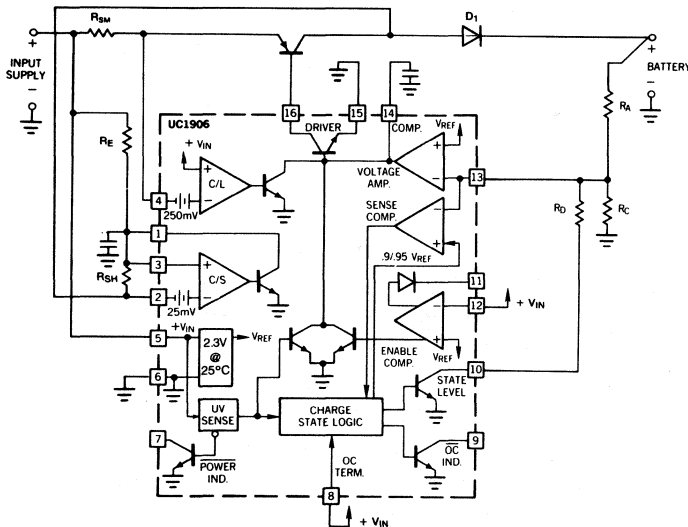 RSM
D1
+
INPUT
SUPPLY
−
+
BATTERY
−
16
15
14
RA
UC1906
DRIVER
COMP.
VREF
RE
+ VIN
+
−
C/L
VOLTAGE
AMP.
+
−
13
4
250mV
SENSE
COMP.
−
+
RD
RC
1
.9/.95 VREF
3
RSH
2
+
−
C/S
25mV
11
12
+ VIN
−
+
ENABLE
COMP.
VREF
+VIN
5
2.3V
@
25°C
VREF
10
6
STATE
LEVEL
UV
SENSE
CHARGE
STATE LOGIC
7
9
POWER
IND.
OC
IND.
OC
TERM.
8
+ VIN